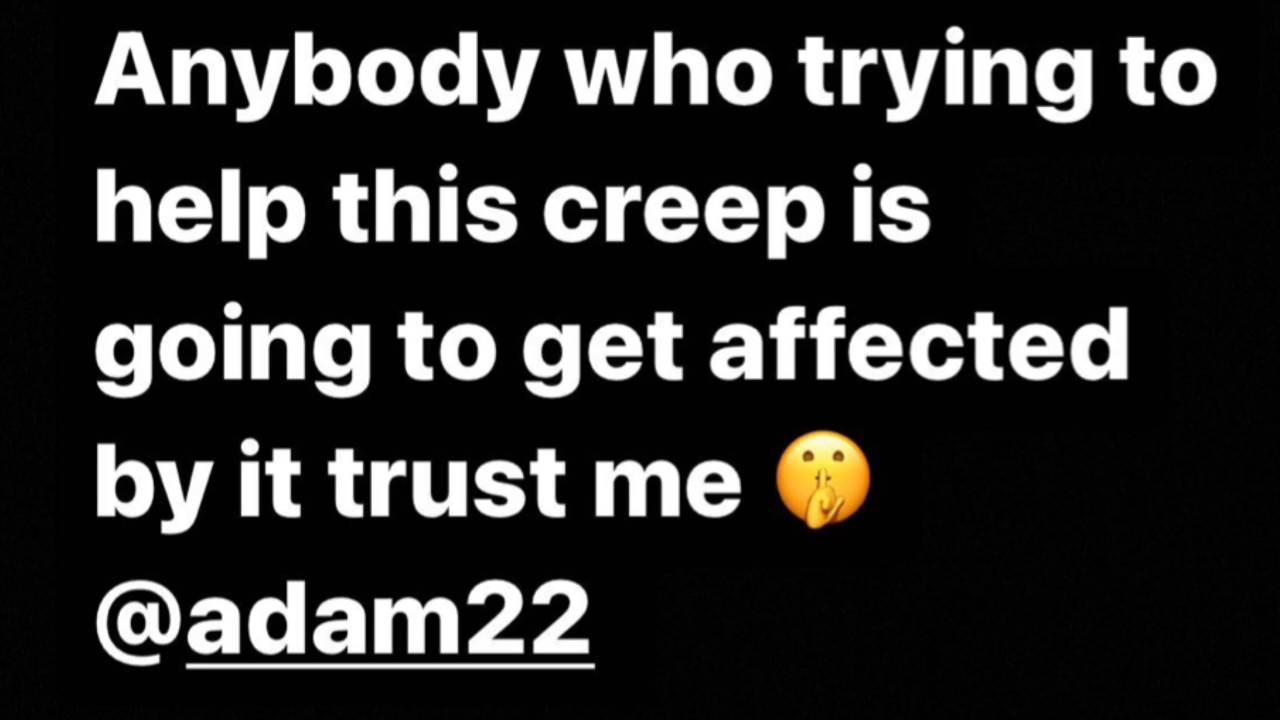 Anybody who trying to
help this creep is
going to get affected
by it trust me 🤫
@adam22